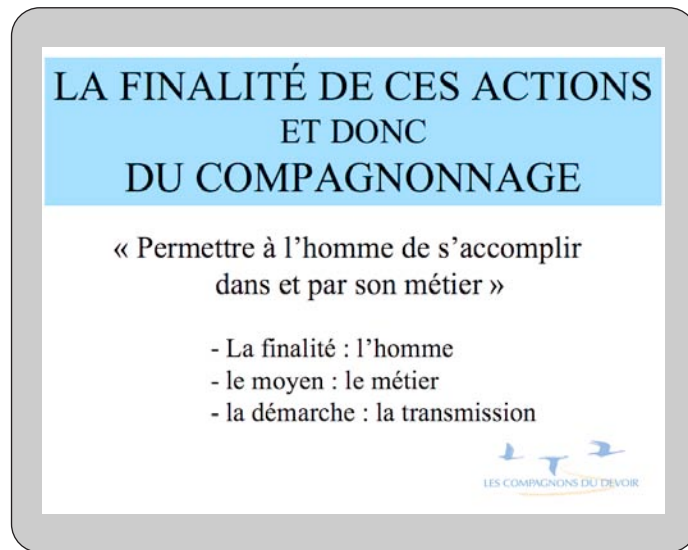 LA FINALITÉ DE CES ACTIONS
ET DONC
DU COMPAGNONNAGE
« Permettre à l’homme de s’accomplir
dans et par son métier »
- La finalité : l’homme
- le moyen : le métier
- la démarche : la transmission
LES COMPAGNONS DU DEVOIR